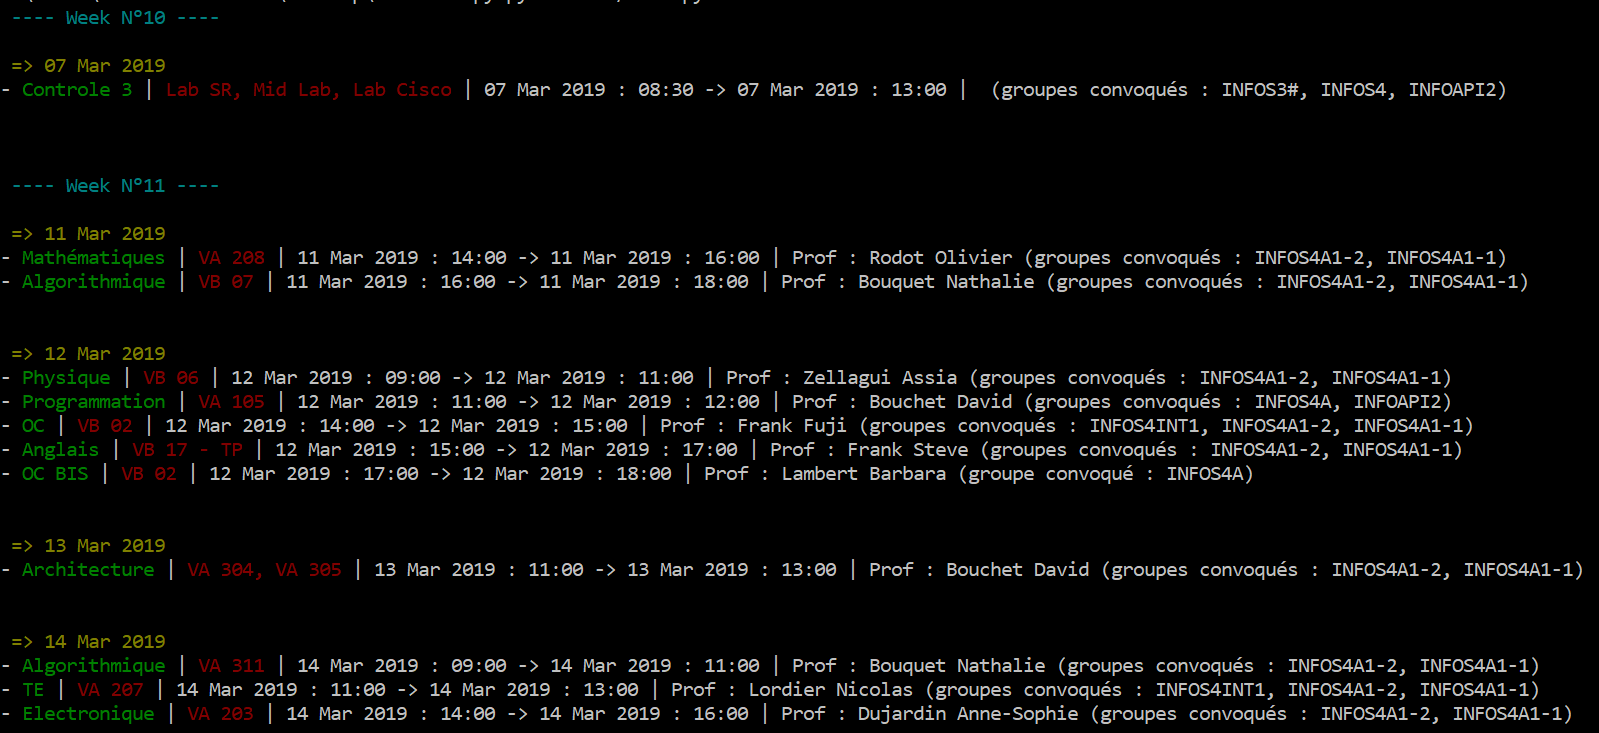 ---- Week N°10 ----
=> 07 Mar 2019
- Controle 3 | Lab SR, Mid Lab, Lab Cisco | 07 Mar 2019 : 08:30 -> 07 Mar 2019 : 13:00 |  (groupes convoqués : INFOS3#, INFOS4, INFOAPI2)
---- Week N°11 ----
=> 11 Mar 2019
- Mathématiques | VA 208 | 11 Mar 2019 : 14:00 -> 11 Mar 2019 : 16:00 | Prof : Rodot Olivier (groupes convoqués : INFOS4A1-2, INFOS4A1-1)
- Algorithmique | VB 07 | 11 Mar 2019 : 16:00 -> 11 Mar 2019 : 18:00 | Prof : Bouquet Nathalie (groupes convoqués : INFOS4A1-2, INFOS4A1-1)
=> 12 Mar 2019
- Physique | VB 06 | 12 Mar 2019 : 09:00 -> 12 Mar 2019 : 11:00 | Prof : Zellagui Assia (groupes convoqués : INFOS4A1-2, INFOS4A1-1)
- Programmation | VA 105 | 12 Mar 2019 : 11:00 -> 12 Mar 2019 : 12:00 | Prof : Bouchet David (groupes convoqués : INFOS4A, INFOAPI2)
- OC | VB 02 | 12 Mar 2019 : 14:00 -> 12 Mar 2019 : 15:00 | Prof : Frank Fuji (groupes convoqués : INFOS4INT1, INFOS4A1-2, INFOS4A1-1)
- Anglais | VB 17 - TP | 12 Mar 2019 : 15:00 -> 12 Mar 2019 : 17:00 | Prof : Frank Steve (groupes convoqués : INFOS4A1-2, INFOS4A1-1)
- OC BIS | VB 02 | 12 Mar 2019 : 17:00 -> 12 Mar 2019 : 18:00 | Prof : Lambert Barbara (groupe convoqué : INFOS4A)
=> 13 Mar 2019
- Architecture | VA 304, VA 305 | 13 Mar 2019 : 11:00 -> 13 Mar 2019 : 13:00 | Prof : Bouchet David (groupes convoqués : INFOS4A1-2, INFOS4A1-1)
=> 14 Mar 2019
- Algorithmique | VA 311 | 14 Mar 2019 : 09:00 -> 14 Mar 2019 : 11:00 | Prof : Bouquet Nathalie (groupes convoqués : INFOS4A1-2, INFOS4A1-1)
- TE | VA 207 | 14 Mar 2019 : 11:00 -> 14 Mar 2019 : 13:00 | Prof : Lordier Nicolas (groupes convoqués : INFOS4INT1, INFOS4A1-2, INFOS4A1-1)
- Electronique | VA 203 | 14 Mar 2019 : 14:00 -> 14 Mar 2019 : 16:00 | Prof : Dujardin Anne-Sophie (groupes convoqués : INFOS4A1-2, INFOS4A1-1)